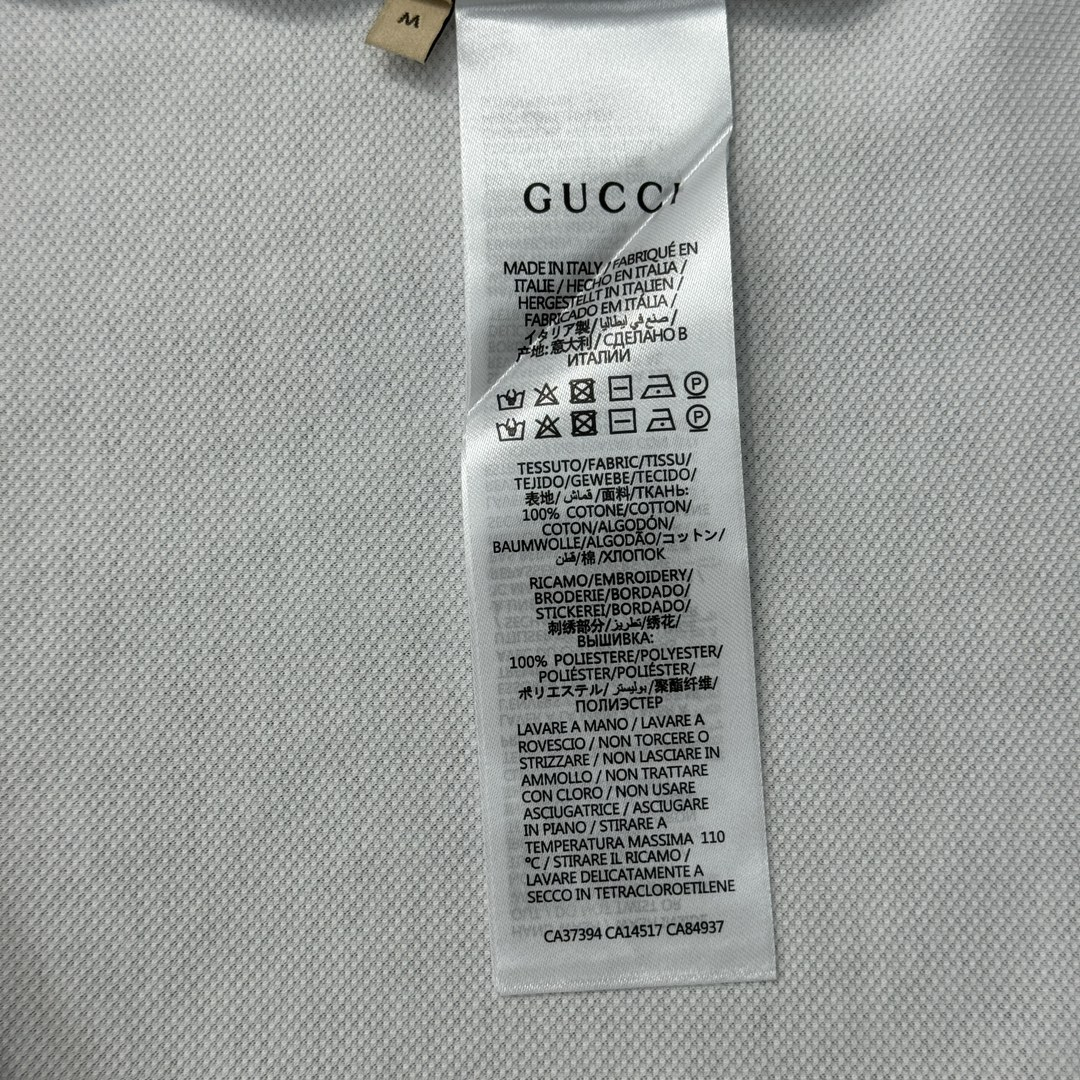 M
GUCCI
MADE IN ITALY / FABRIQUÉ EN
ITALIE / HECHO EN ITALIA /
HERGESTELLT IN ITALIEN /
FABRICADO EM ITÁLIA /
イタリア製 / صنع في إيطاليا /
产地: 意大利 / СДЕЛАНО В
ИТАЛИИ
P
P
TESSUTO/FABRIC/TISSU/
TEJIDO/GEWEBE/TECIDO/
表地/ قماش /面料/ТКАНЬ:
100% COTONE/COTTON/
COTON/ALGODÓN/
BAUMWOLLE/ALGODÃO/コットン/
قطن/棉/ХЛОПОК
RICAMO/EMBROIDERY/
BRODERIE/BORDADO/
STICKEREI/BORDADO/
刺绣部分/تطريز/绣花/
ВЫШИВКА:
100% POLIESTERE/POLYESTER/
POLIÉSTER/POLIÉSTER/
ポリエステル/ بوليستر /聚酯纤维/
ПОЛИЭСТЕР
LAVARE A MANO / LAVARE A
ROVESCIO / NON TORCERE O
STRIZZARE / NON LASCIARE IN
AMMOLLO / NON TRATTARE
CON CLORO / NON USARE
ASCIUGATRICE / ASCIUGARE
IN PIANO / STIRARE A
TEMPERATURA MASSIMA 110
°C / STIRARE IL RICAMO /
LAVARE DELICATAMENTE A
SECCO IN TETRACLOROETILENE
CA37394 CA14517 CA84937